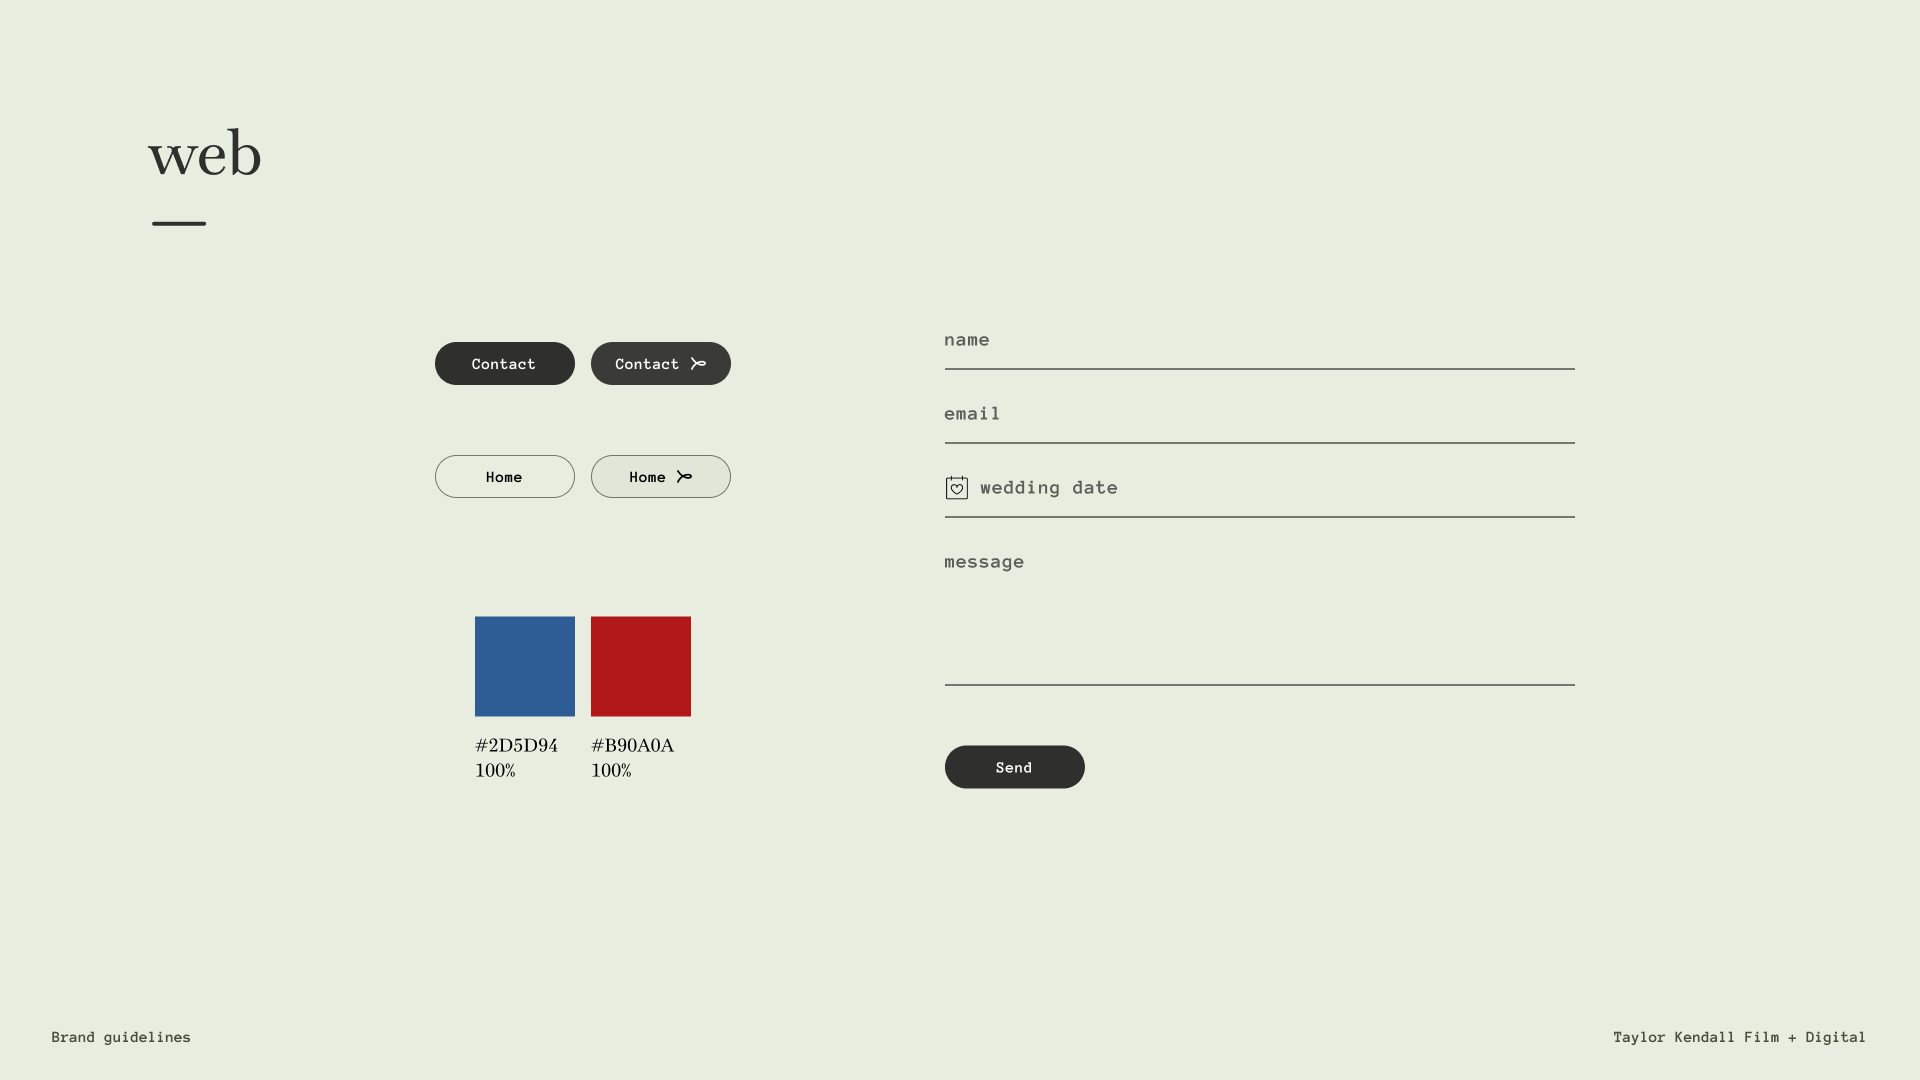 web
Contact
Contact
Home
Home
#2D5D94
100%
#B90A0A
100%
name
email
wedding date
message
Send
Brand guidelines
Taylor Kendall Film + Digital